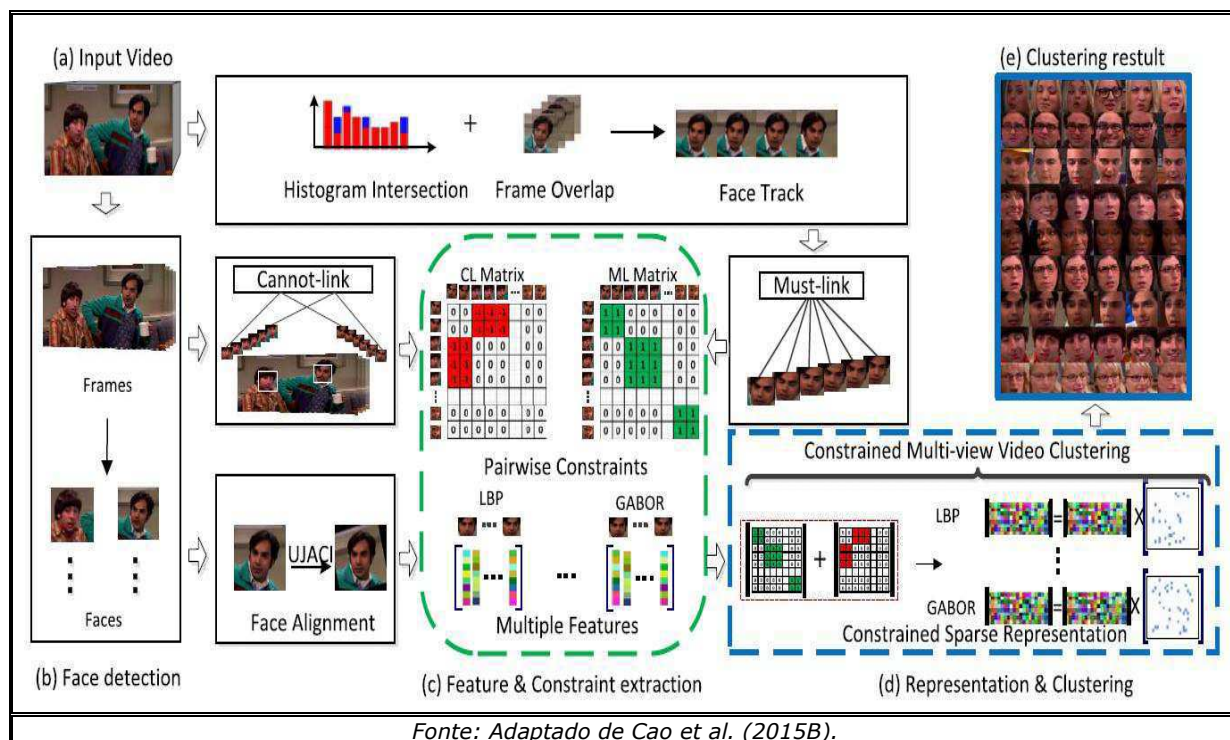 (a) Input Video
Histogram Intersection
+
Frame Overlap
Face Track
(e) Clustering restult
Frames
Faces
(b) Face detection
Cannot-link
UJACI
Face Alignment
CL Matrix
ML Matrix
Pairwise Constraints
LBP
GABOR
Multiple Features
(c) Feature & Constraint extraction
Must-link
Constrained Multi-view Video Clustering
+
LBP
=
X
GABOR
=
X
Constrained Sparse Representation
(d) Representation & Clustering
Fonte: Adaptado de Cao et al. (2015B).